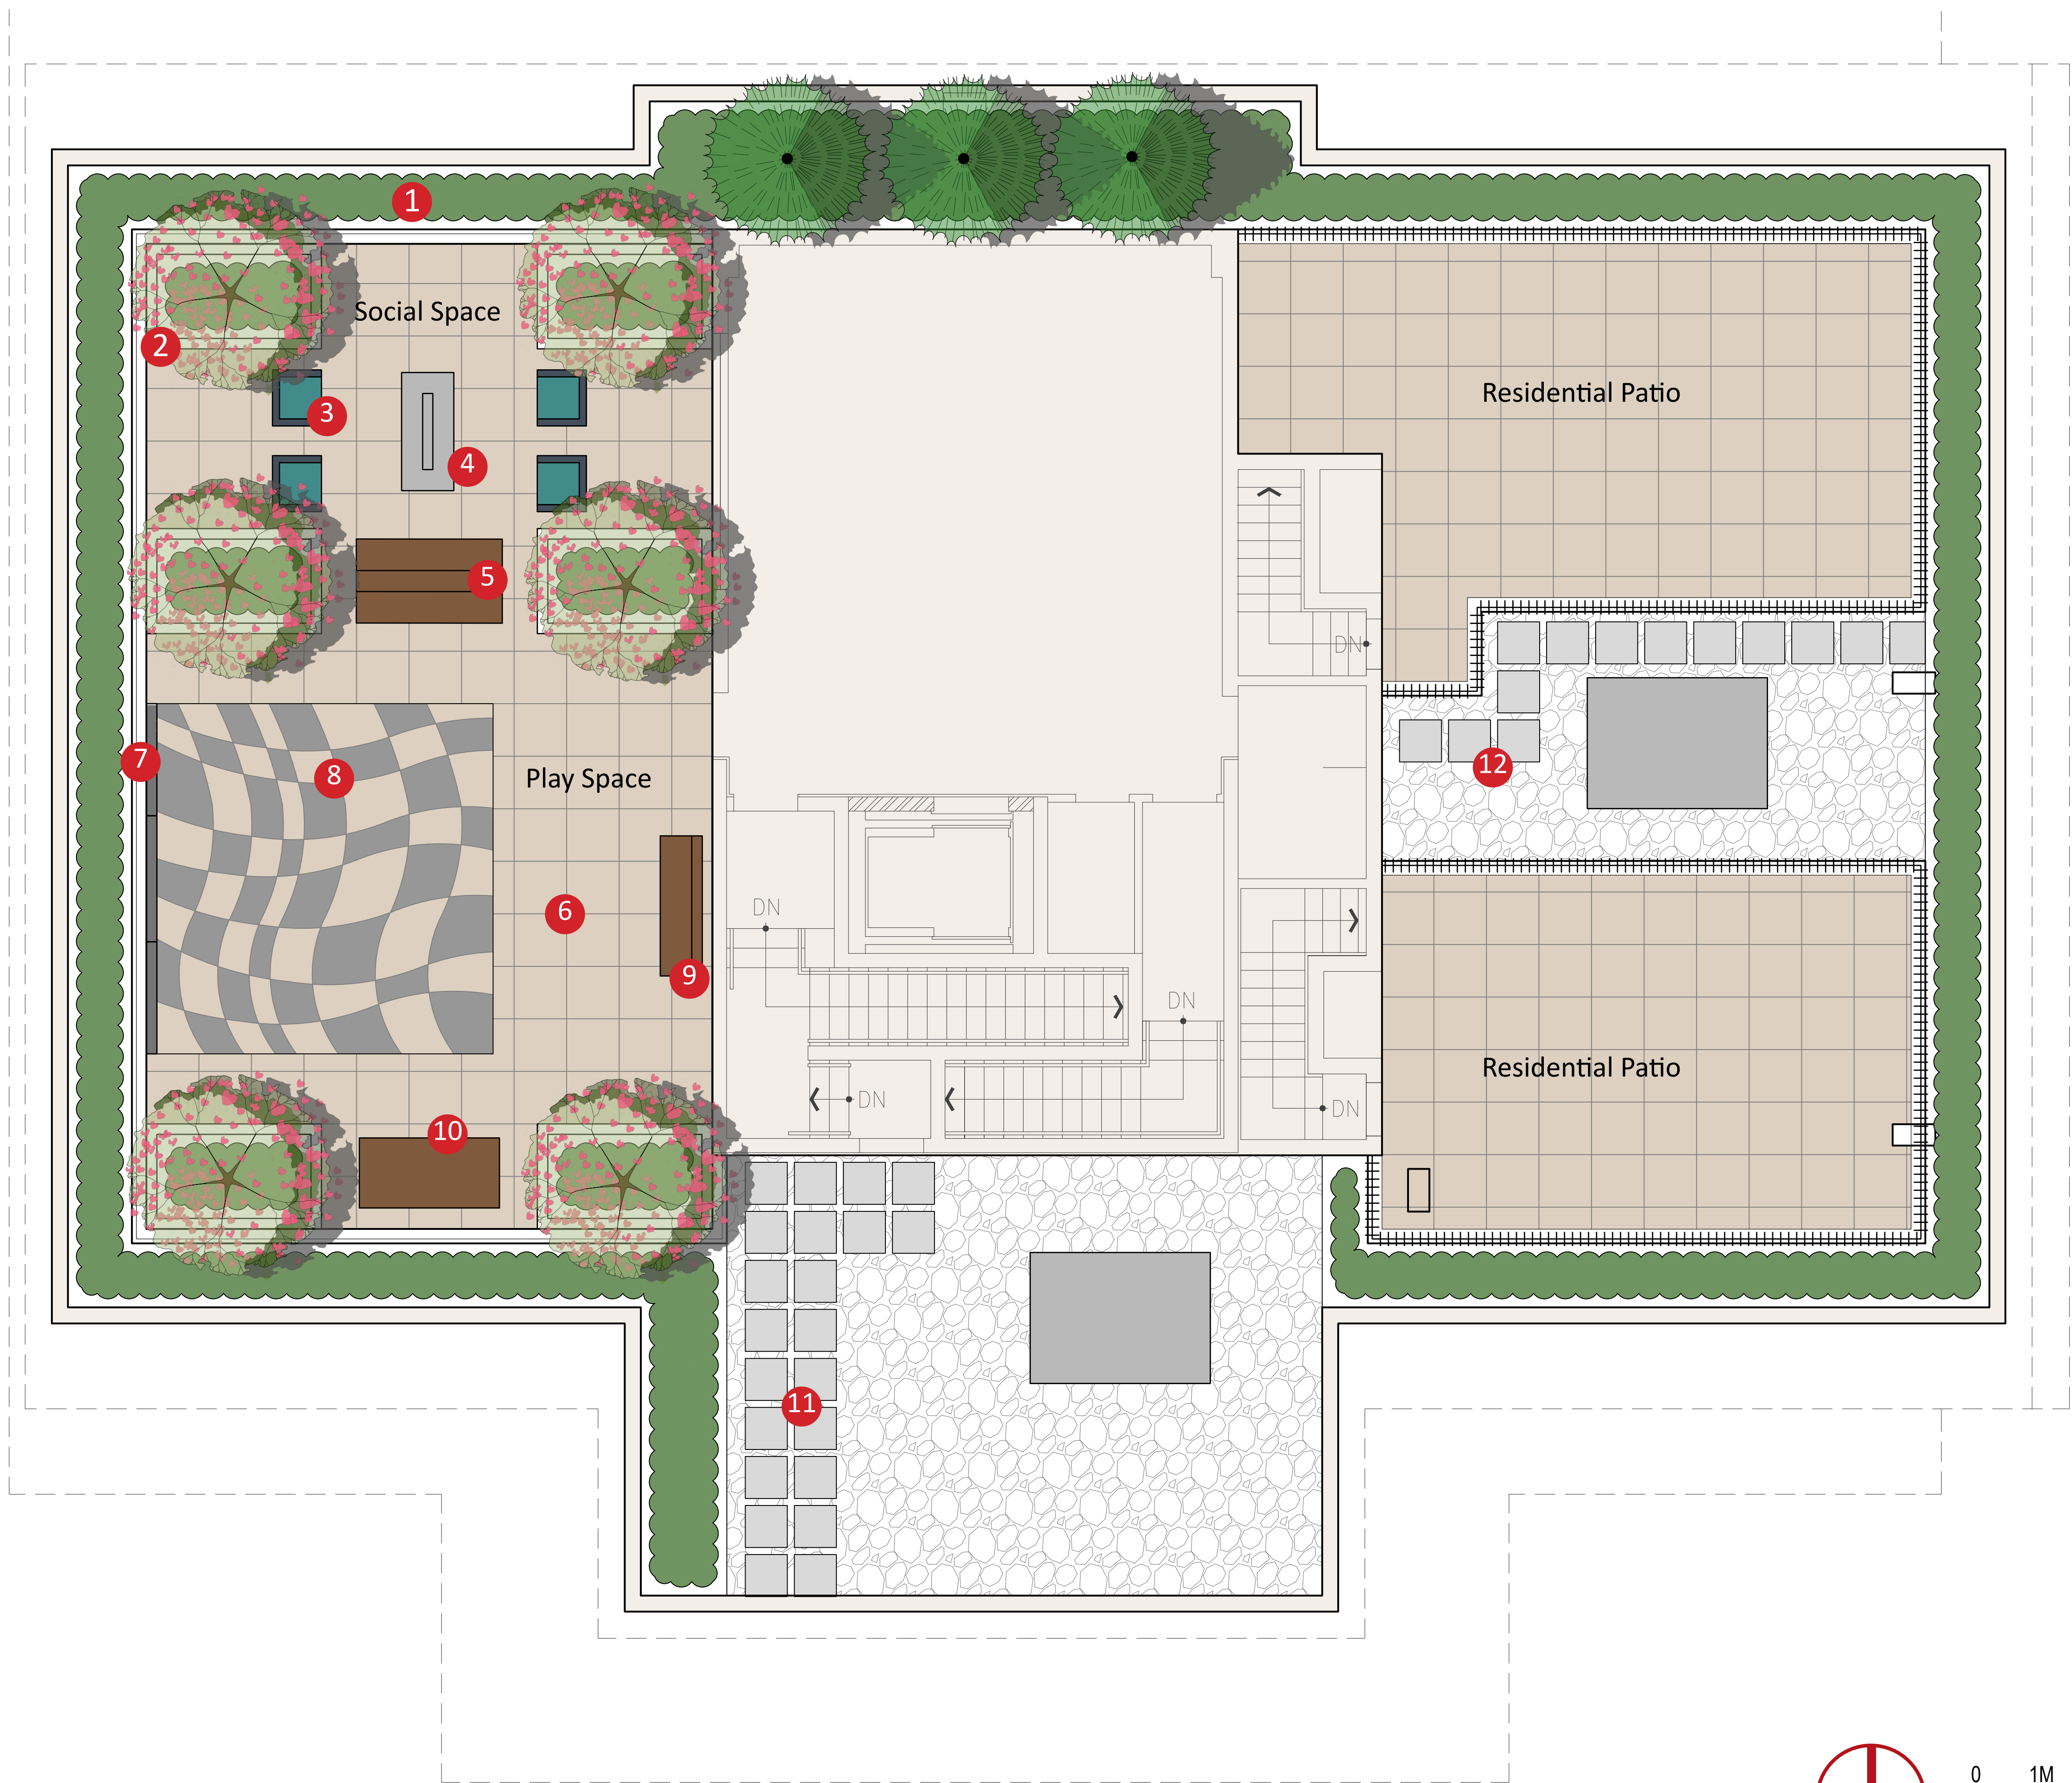 1
Social Space
2
Residential Patio
3
4
5
DN
7
8
Play Space
12
6
DN
9
DN
Residential Patio
DN
DN
10
11
0 1M